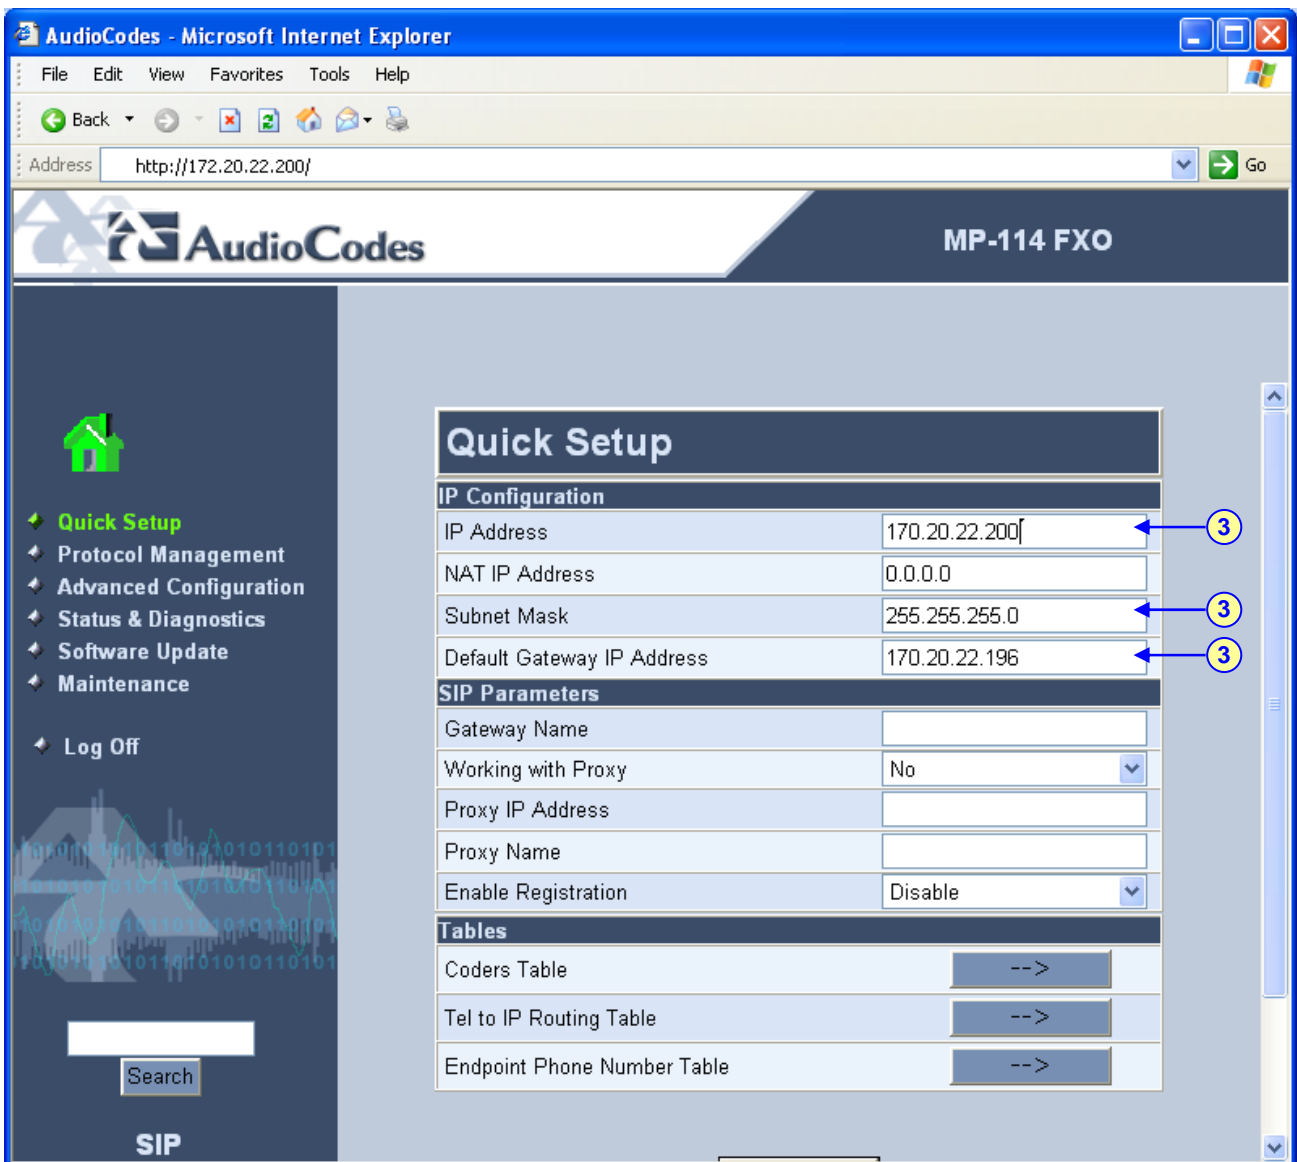 AudioCodes - Microsoft Internet Explorer
File Edit View Favorites Tools Help
Back
Address http://172.20.22.200/ Go
AudioCodes MP-114 FXO
Quick Setup
IP Configuration
IP Address 170.20.22.200 3
NAT IP Address 0.0.0.0
Subnet Mask 255.255.255.0 3
Default Gateway IP Address 170.20.22.196 3
SIP Parameters
Gateway Name
Working with Proxy No
Proxy IP Address
Proxy Name
Enable Registration Disable
Tables
Coders Table -->
Tel to IP Routing Table -->
Endpoint Phone Number Table -->
Quick Setup
Protocol Management
Advanced Configuration
Status & Diagnostics
Software Update
Maintenance
Log Off
Search
SIP